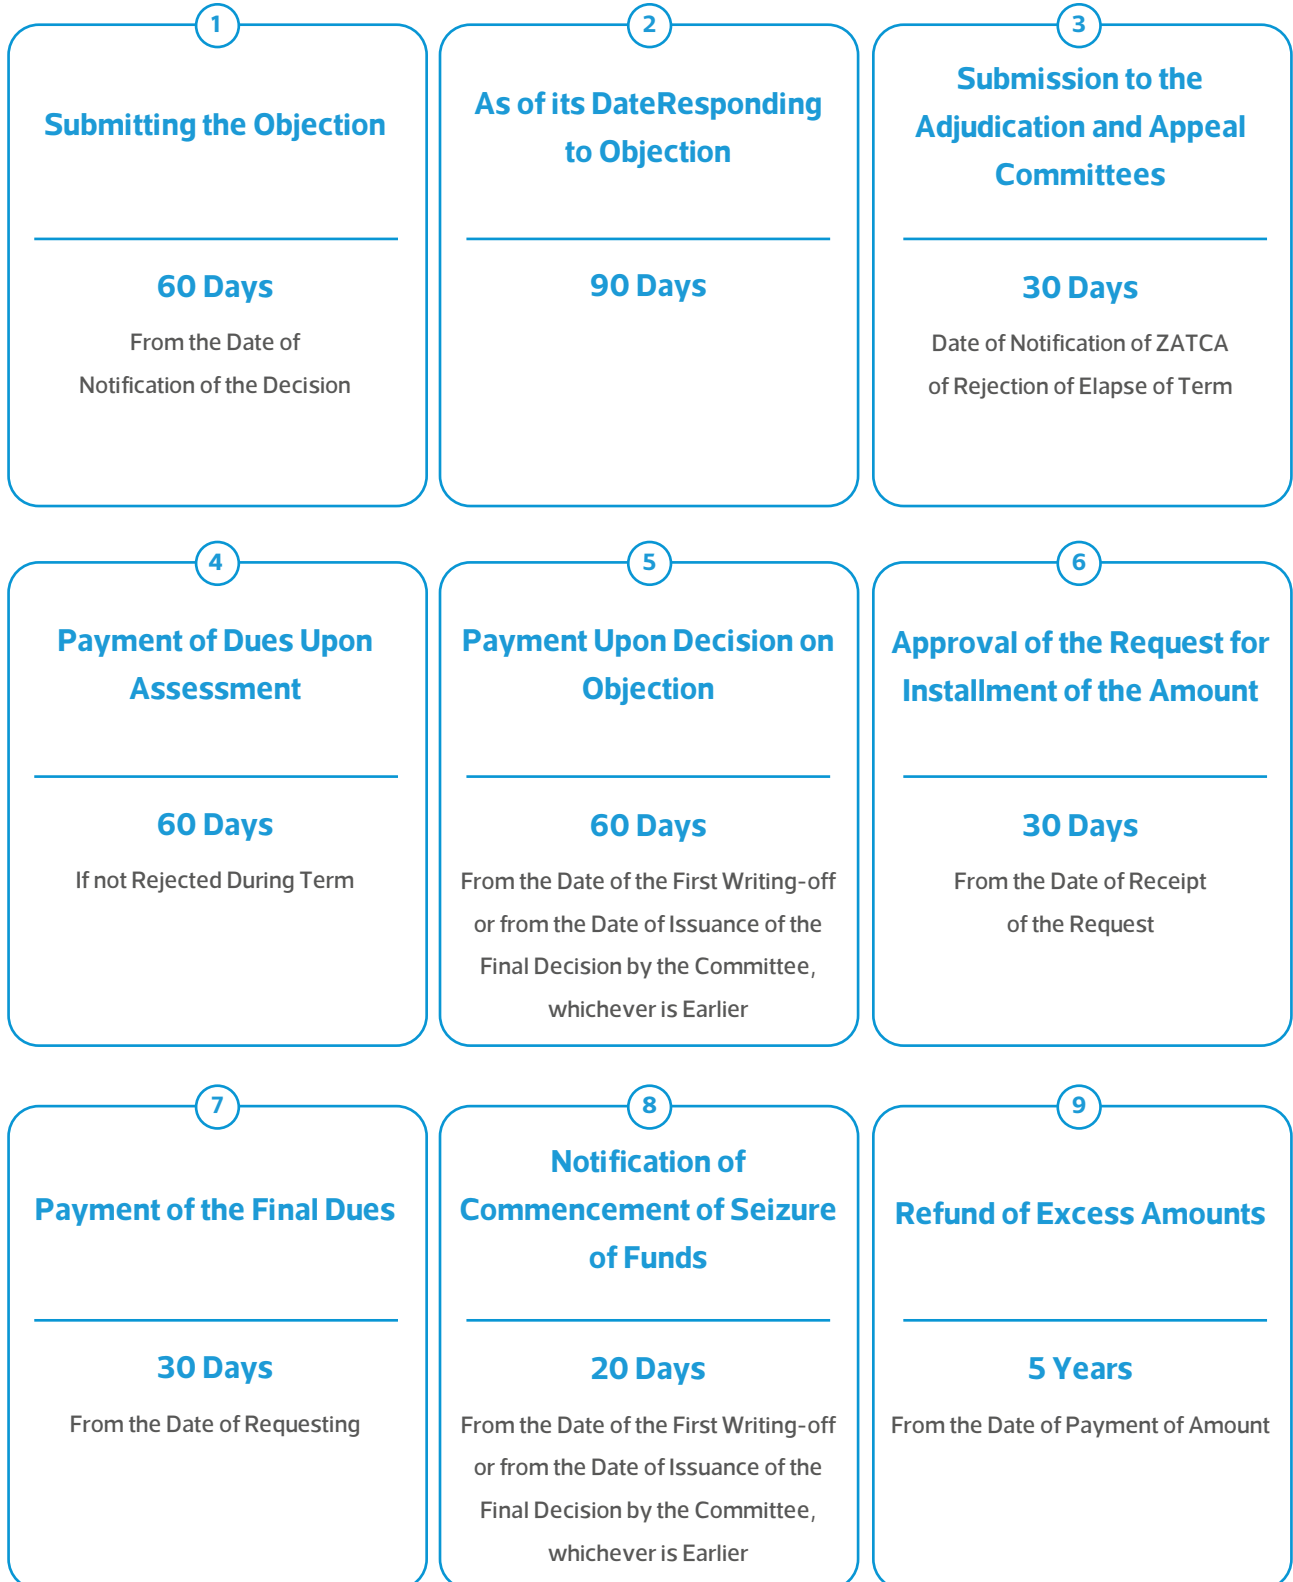 1
Submitting the Objection
60 Days
From the Date of
Notification of the Decision
2
As of its DateResponding
to Objection
90 Days
3
Submission to the
Adjudication and Appeal
Committees
30 Days
Date of Notification of ZATCA
of Rejection of Elapse of Term
4
Payment of Dues Upon
Assessment
60 Days
If not Rejected During Term
5
Payment Upon Decision on
Objection
60 Days
From the Date of the First Writing-off
or from the Date of Issuance of the
Final Decision by the Committee,
whichever is Earlier
6
Approval of the Request for
Installment of the Amount
30 Days
From the Date of Receipt
of the Request
7
Payment of the Final Dues
30 Days
From the Date of Requesting
8
Notification of
Commencement of Seizure
of Funds
20 Days
From the Date of the First Writing-off
or from the Date of Issuance of the
Final Decision by the Committee,
whichever is Earlier
9
Refund of Excess Amounts
5 Years
From the Date of Payment of Amount